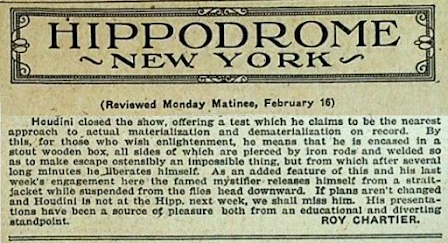 HIPPODROME
~ NEW YORK ~
(Reviewed Monday Matinee, February 16)
Houdini closed the show, offering a test which he claims to be the nearest
approach to actual materialization and dematerialization on record. By
this, for those who wish enlightenment, he means that he is encased in a
stout wooden box, all sides of which are pierced by iron rods and welded so
as to make escape ostensibly an impossible thing, but from which after several
long minutes he liberates himself. As an added feature of this and his last
week's engagement here the famed mystifier releases himself from a strait-
jacket while suspended from the flies head downward. If plans aren't changed
and Houdini is not at the Hipp. next week, we shall miss him. His presenta-
tions have been a source of pleasure both from an educational and diverting
standpoint. ROY CHARTIER.